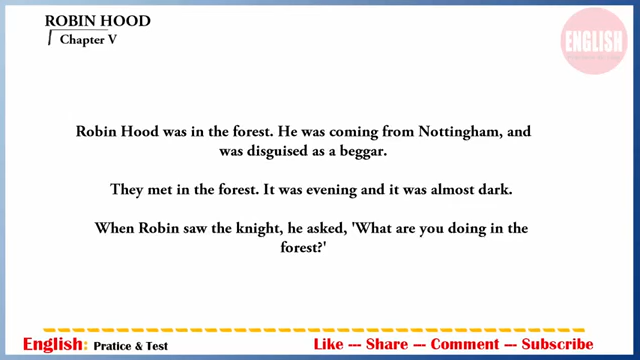 ROBIN HOOD
Chapter V
ENGLISH
Robin Hood was in the forest. He was coming from Nottingham, and
was disguised as a beggar.
They met in the forest. It was evening and it was almost dark.
When Robin saw the knight, he asked, 'What are you doing in the
forest?'
English: Pratice & Test
Like --- Share --- Comment --- Subscribe